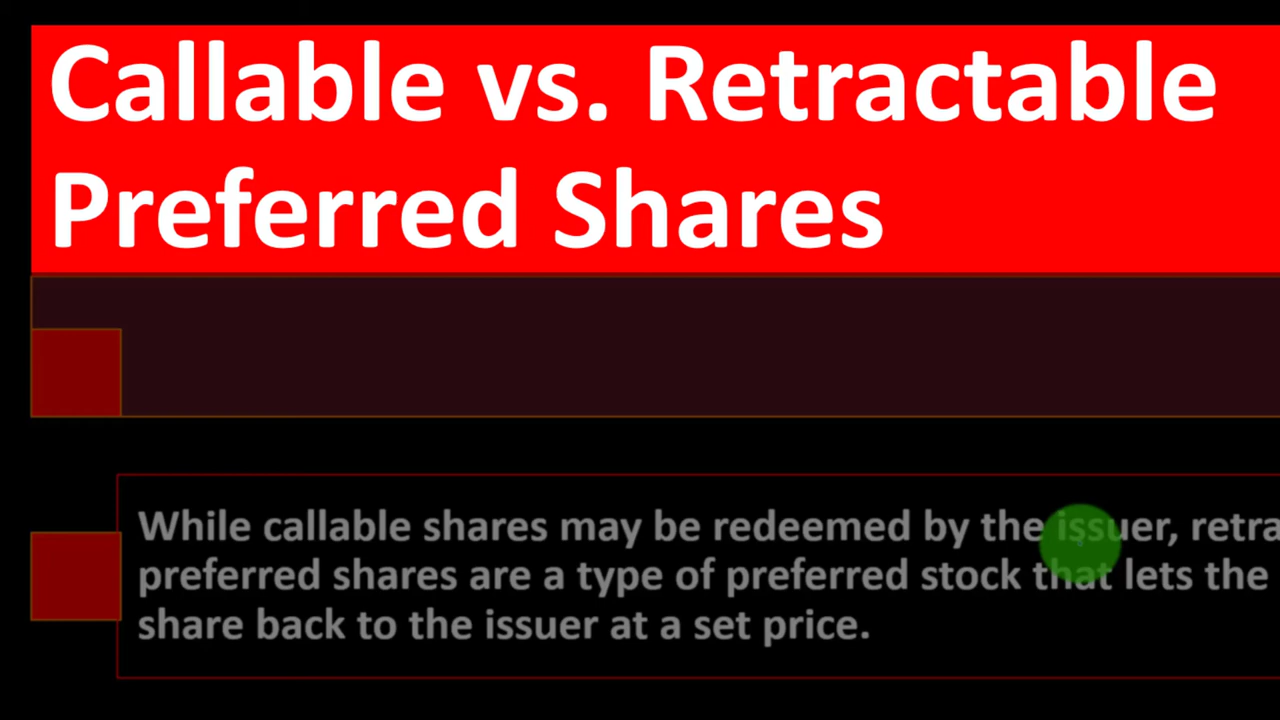 Callable vs. Retractable
Preferred Shares
While callable shares may be redeemed by the issuer, retra
preferred shares are a type of preferred stock that lets the
share back to the issuer at a set price.